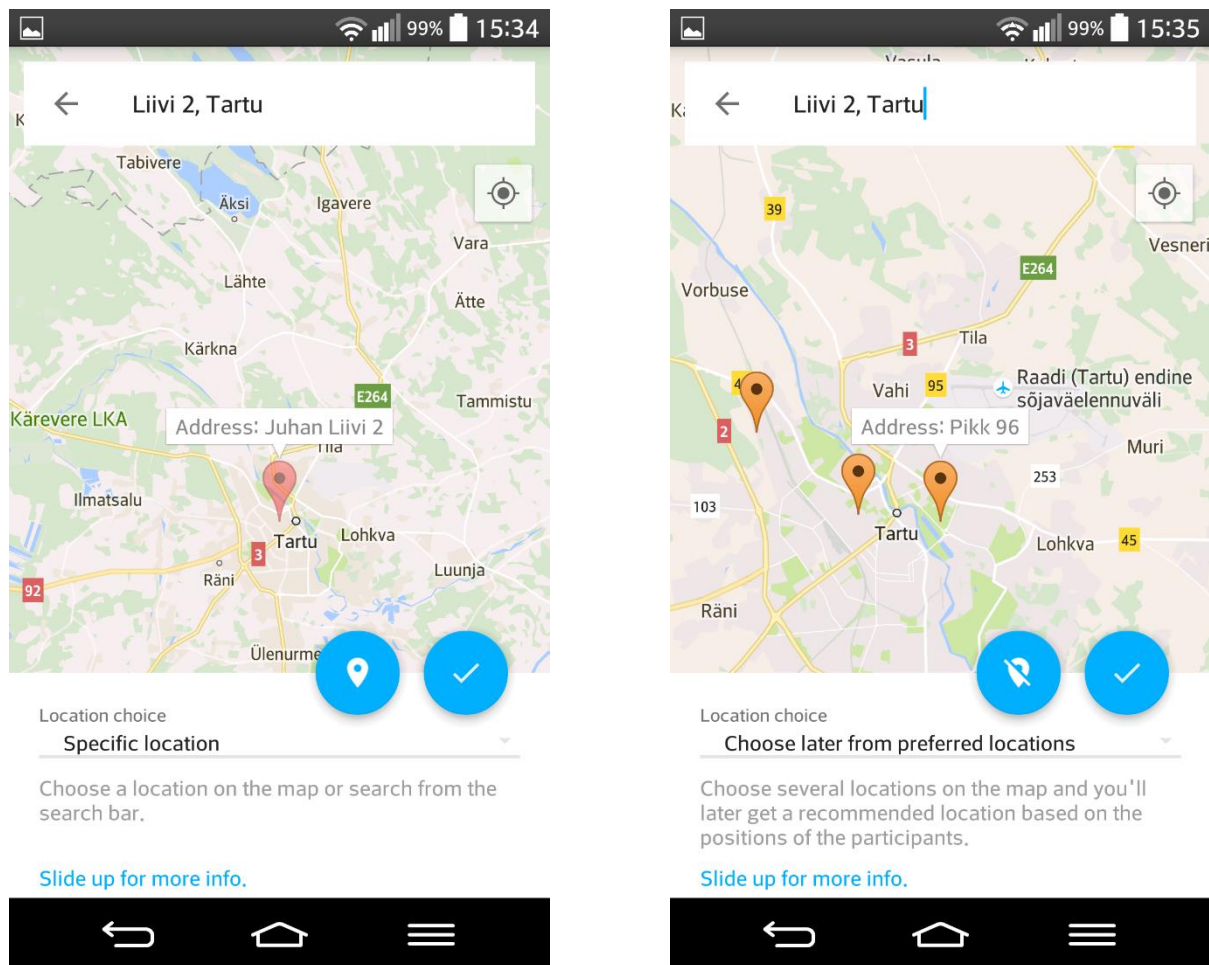 99% 15:34
Liivi 2, Tartu
Tabivere
Äksi
Igavere
Vara
Lähte
Ätte
Kärkna
E264
Tammistu
Kärevere LKA
Address: Juhan Liivi 2
Tila
Ilmatsalu
Tartu
Lohkva
3
Räni
Luunja
92
Ülenurme
Location choice
Specific location
Choose a location on the map or search from the
search bar.
Slide up for more info.
99% 15:35
Vasula
Liivi 2, Tartu
39
Vesneri
E264
Vorbuse
3
Tila
Vahi
95
Raadi (Tartu) endine
sõjaväelennuväli
2
Address: Pikk 96
Muri
253
103
Tartu
Lohkva
45
Räni
Location choice
Choose later from preferred locations
Choose several locations on the map and you'll
later get a recommended location based on the
positions of the participants.
Slide up for more info.